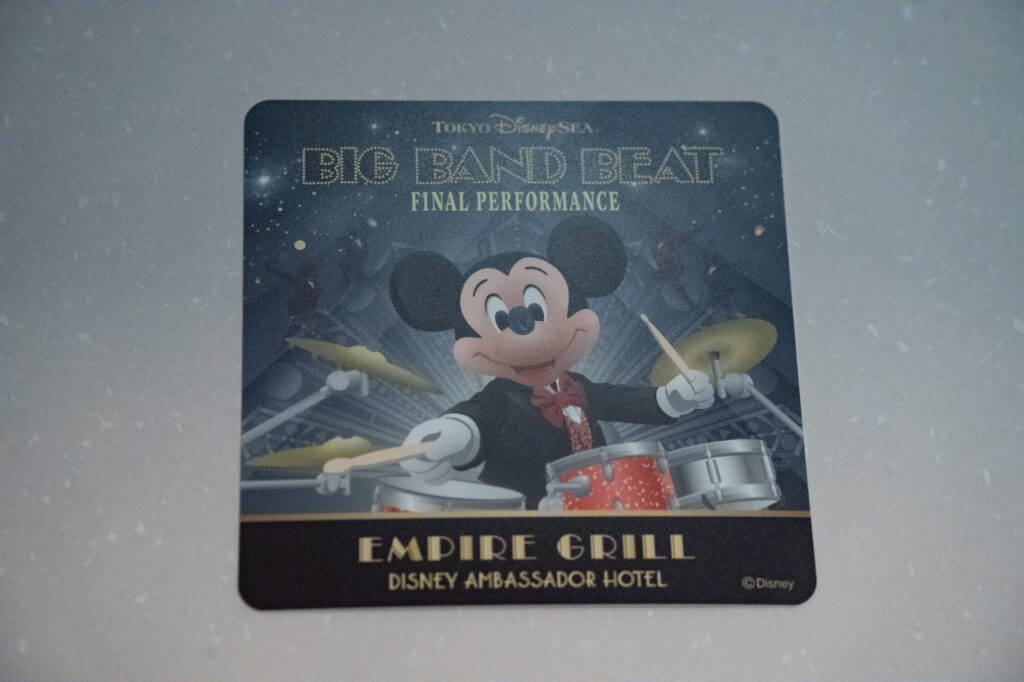 TOKYO DISNEYSEA®
BIG BAND BEAT
FINAL PERFORMANCE
EMPIRE GRILL
DISNEY AMBASSADOR HOTEL
©Disney